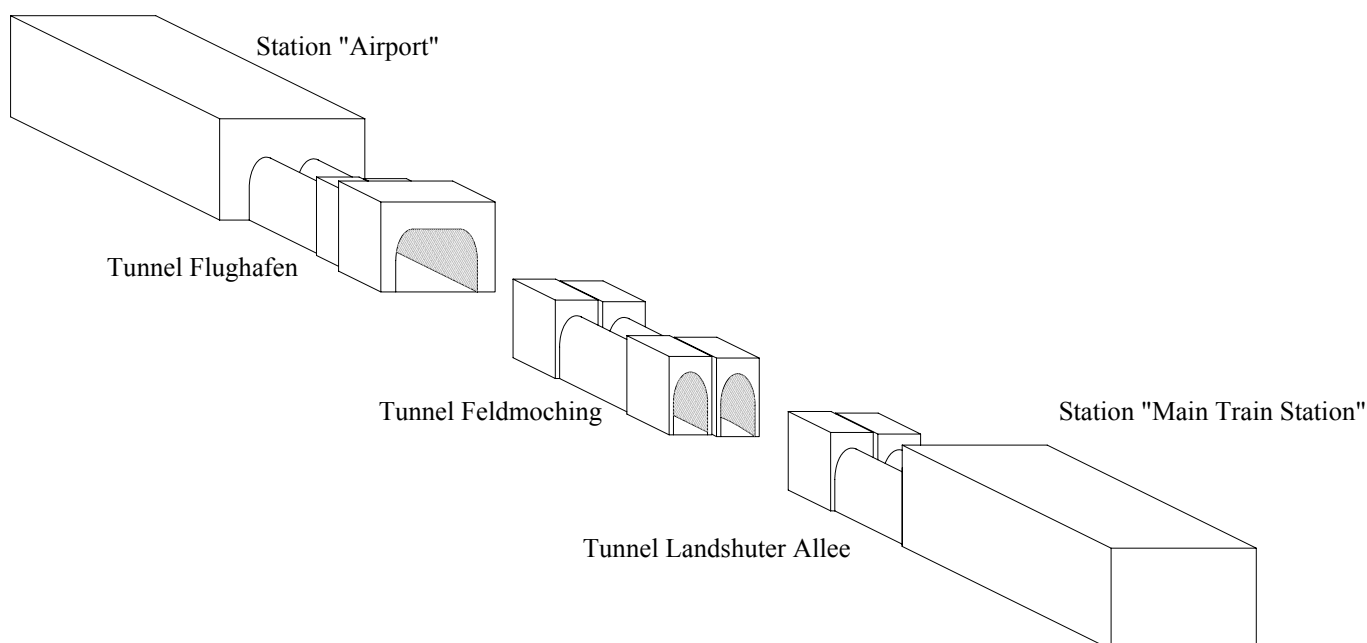 Station "Airport"
Tunnel Flughafen
Tunnel Feldmoching
Station "Main Train Station"
Tunnel Landshuter Allee